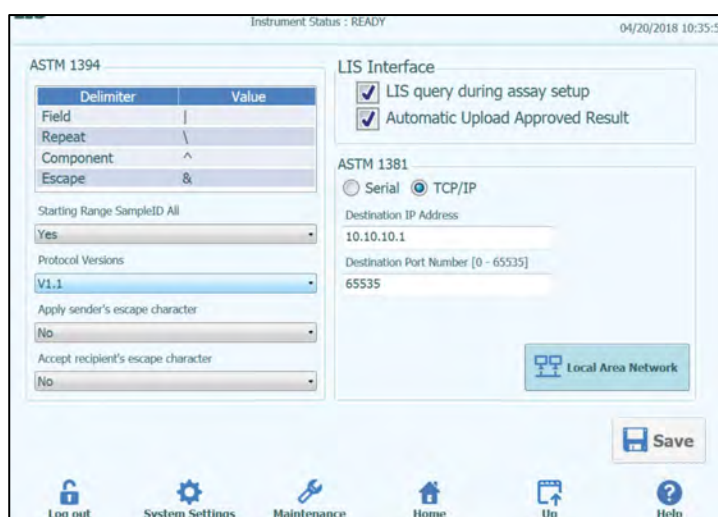 Instrument Status : READY
04/20/2018 10:35:5
ASTM 1394
Delimiter Value
Field |
Repeat \
Component ^
Escape &
Starting Range SampleID All
Yes
Protocol Versions
V1.1
Apply sender's escape character
No
Accept recipient's escape character
No
LIS Interface
LIS query during assay setup
Automatic Upload Approved Result
ASTM 1381
Serial TCP/IP
Destination IP Address
10.10.10.1
Destination Port Number [0 - 65535]
65535
Local Area Network
Save
Log out System Settings Maintenance Home Up Help